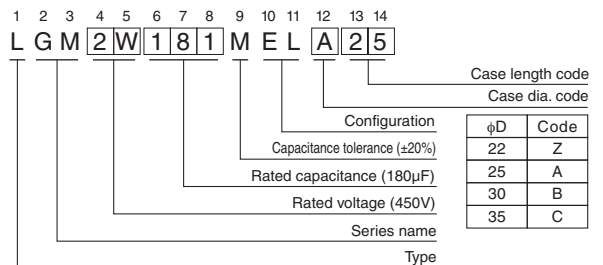 1 2 3 4 5 6 7 8 9 10 11 12 13 14
L G M 2 W 1 8 1 M E L A 2 5
Case length code
Case dia. code
Configuration
Capacitance tolerance (±20%)
Rated capacitance (180µF)
Rated voltage (450V)
Series name
Type
ϕD Code
22 Z
25 A
30 B
35 C